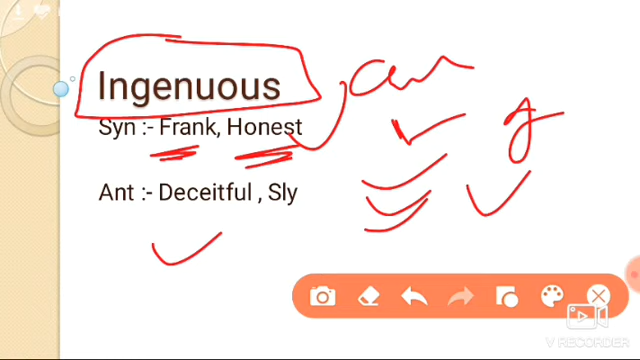 Ingenuous
Syn :- Frank, Honest
Ant :- Deceitful , Sly
V RECORDER